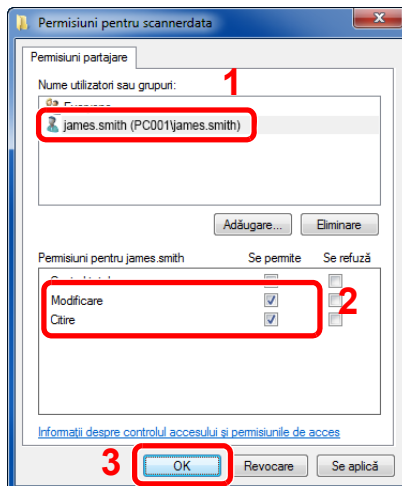 Permisiuni pentru scannerdata
Permisiuni partajare
Nume utilizatori sau grupuri:
1
james.smith (PC001\james.smith)
Adăugare...
Eliminare
Permisiuni pentru james.smith
Se permite
Se refuză
Modificare
2
Citire
Informații despre controlul accesului și permisiunile de acces
3
OK
Revocare
Se aplică